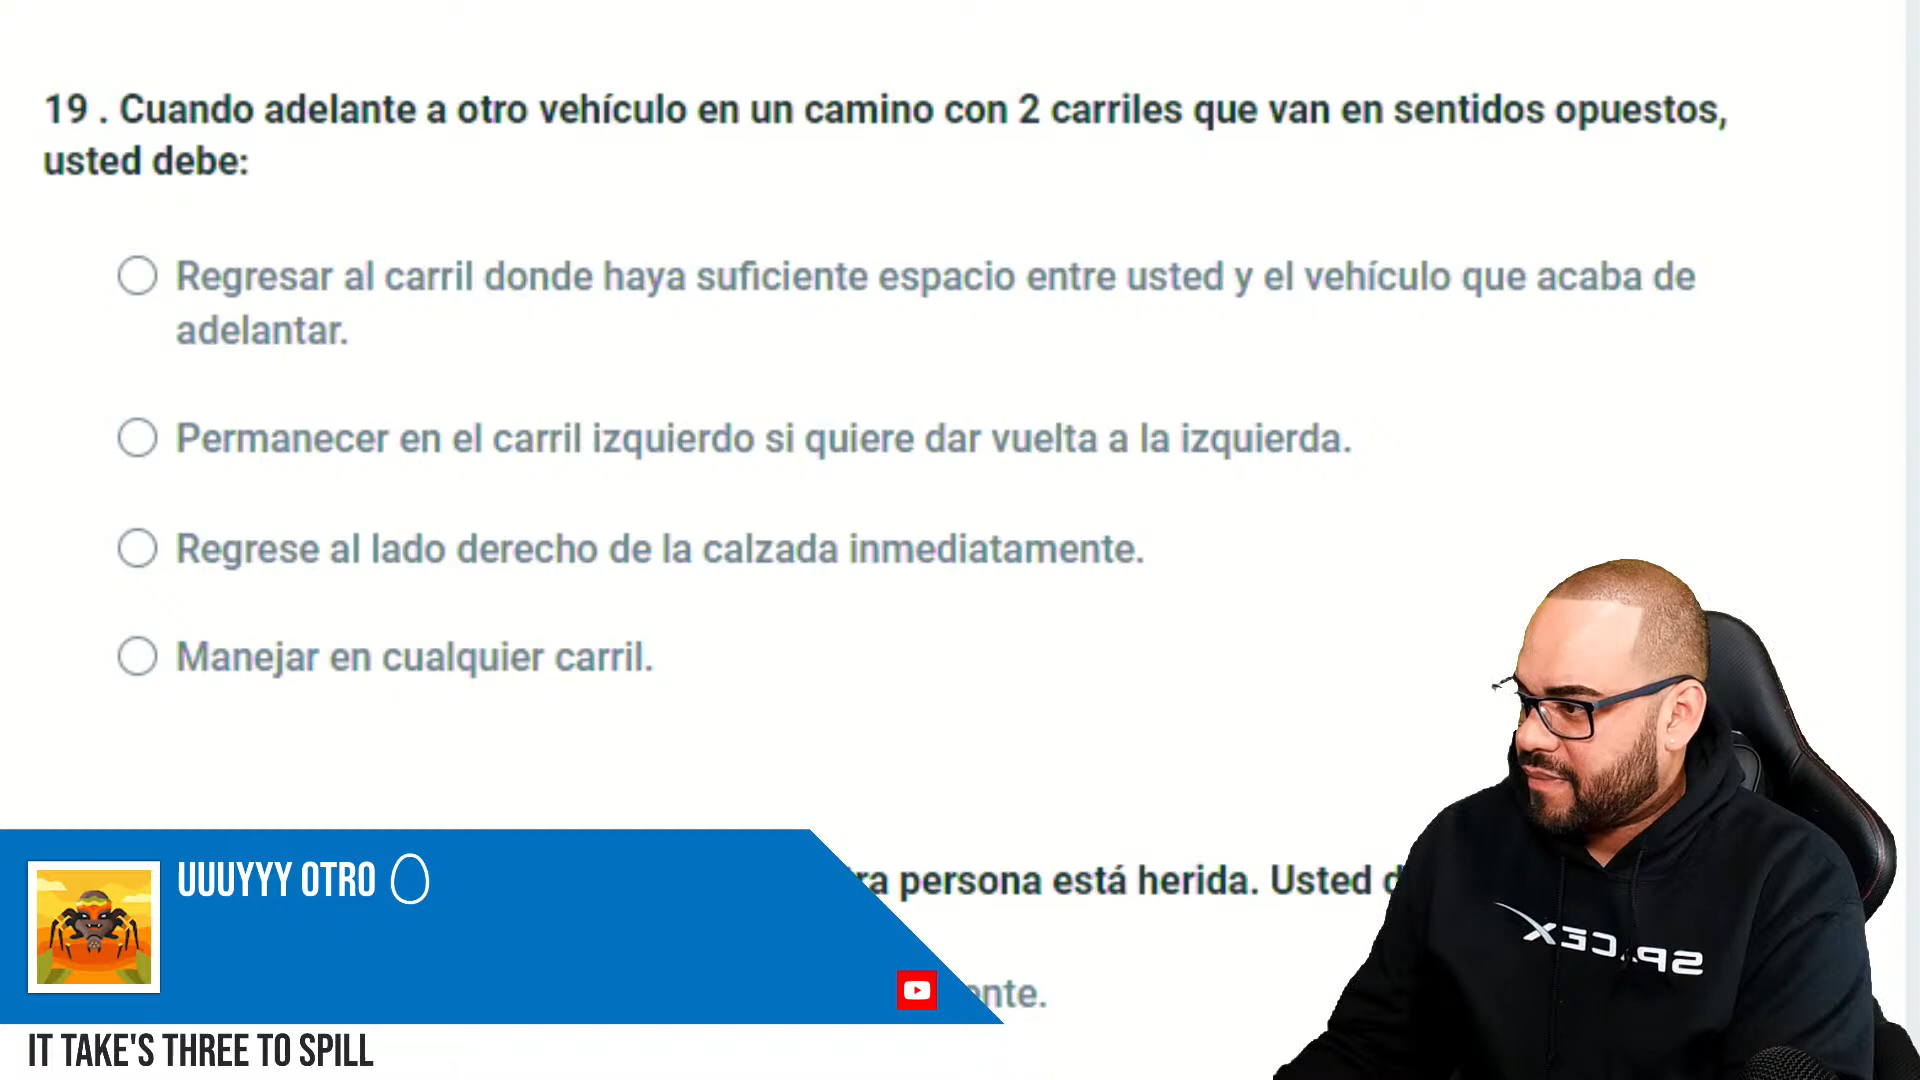 19 . Cuando adelante a otro vehículo en un camino con 2 carriles que van en sentidos opuestos,
usted debe:
Regresar al carril donde haya suficiente espacio entre usted y el vehículo que acaba de
adelantar.
Permanecer en el carril izquierdo si quiere dar vuelta a la izquierda.
Regrese al lado derecho de la calzada inmediatamente.
Manejar en cualquier carril.
UUUYYY OTRO
persona está herida. Usted
SPACEX
IT TAKE'S THREE TO SPILL